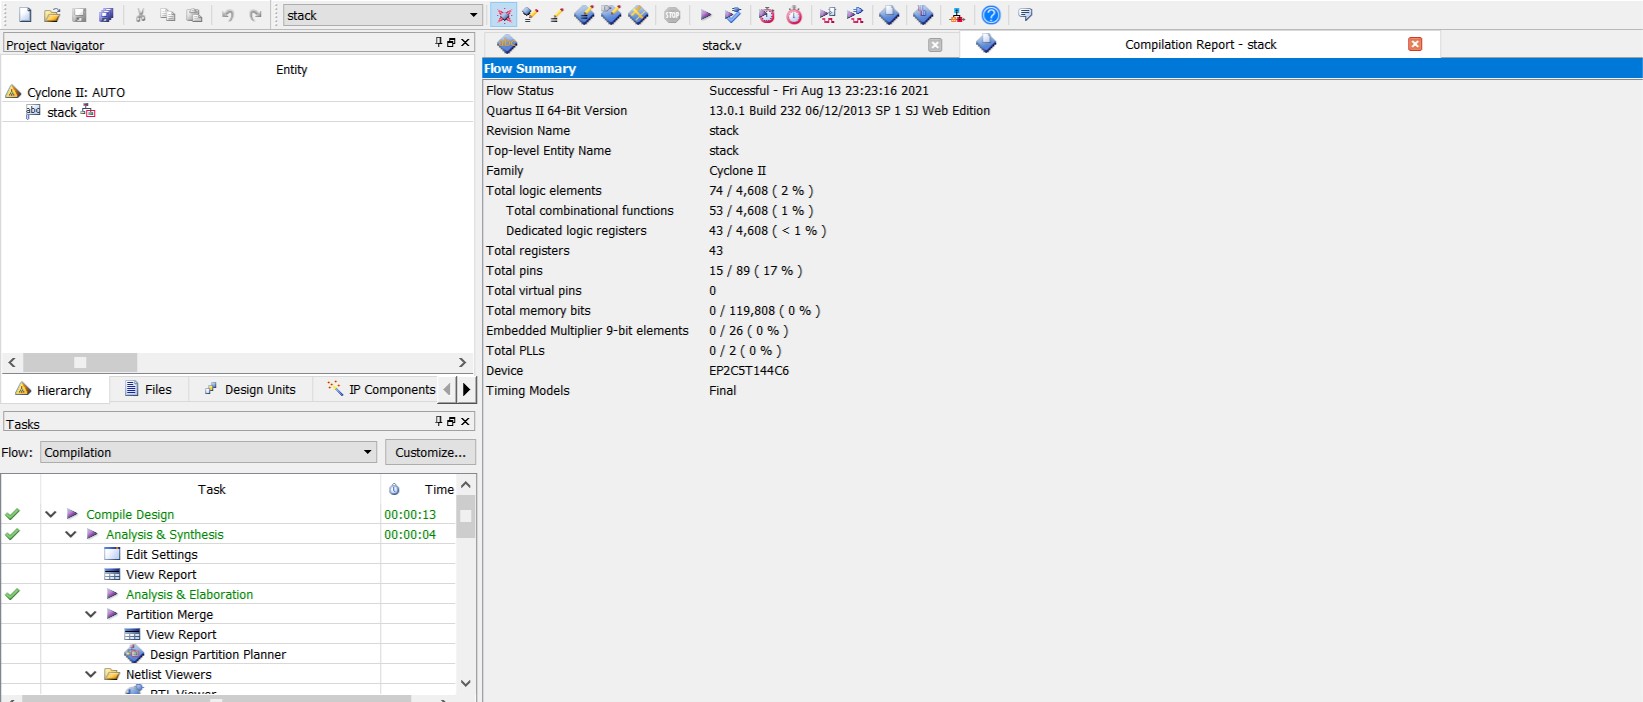 stack
Project Navigator
Entity
Cyclone II: AUTO
abc stack
Hierarchy Files Design Units IP Components
Tasks
Flow: Compilation Customize...
Task Time
Compile Design 00:00:13
Analysis & Synthesis 00:00:04
Edit Settings
View Report
Analysis & Elaboration
Partition Merge
View Report
Design Partition Planner
Netlist Viewers
RTL Viewer
stack.v Compilation Report - stack
Flow Summary
Flow Status Successful - Fri Aug 13 23:23:16 2021
Quartus II 64-Bit Version 13.0.1 Build 232 06/12/2013 SP 1 SJ Web Edition
Revision Name stack
Top-level Entity Name stack
Family Cyclone II
Total logic elements 74 / 4,608 ( 2 % )
Total combinational functions 53 / 4,608 ( 1 % )
Dedicated logic registers 43 / 4,608 ( < 1 % )
Total registers 43
Total pins 15 / 89 ( 17 % )
Total virtual pins 0
Total memory bits 0 / 119,808 ( 0 % )
Embedded Multiplier 9-bit elements 0 / 26 ( 0 % )
Total PLLs 0 / 2 ( 0 % )
Device EP2C5T144C6
Timing Models Final